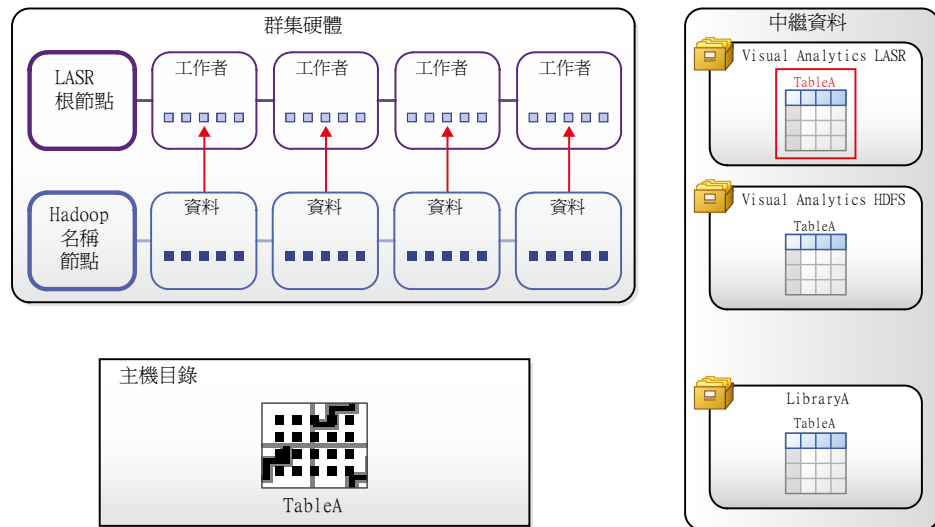 群集硬體
LASR
根節點
工作者
工作者
工作者
工作者
Hadoop
名稱
節點
資料
資料
資料
資料
主機目錄
TableA
中繼資料
Visual Analytics LASR
TableA
Visual Analytics HDFS
TableA
LibraryA
TableA